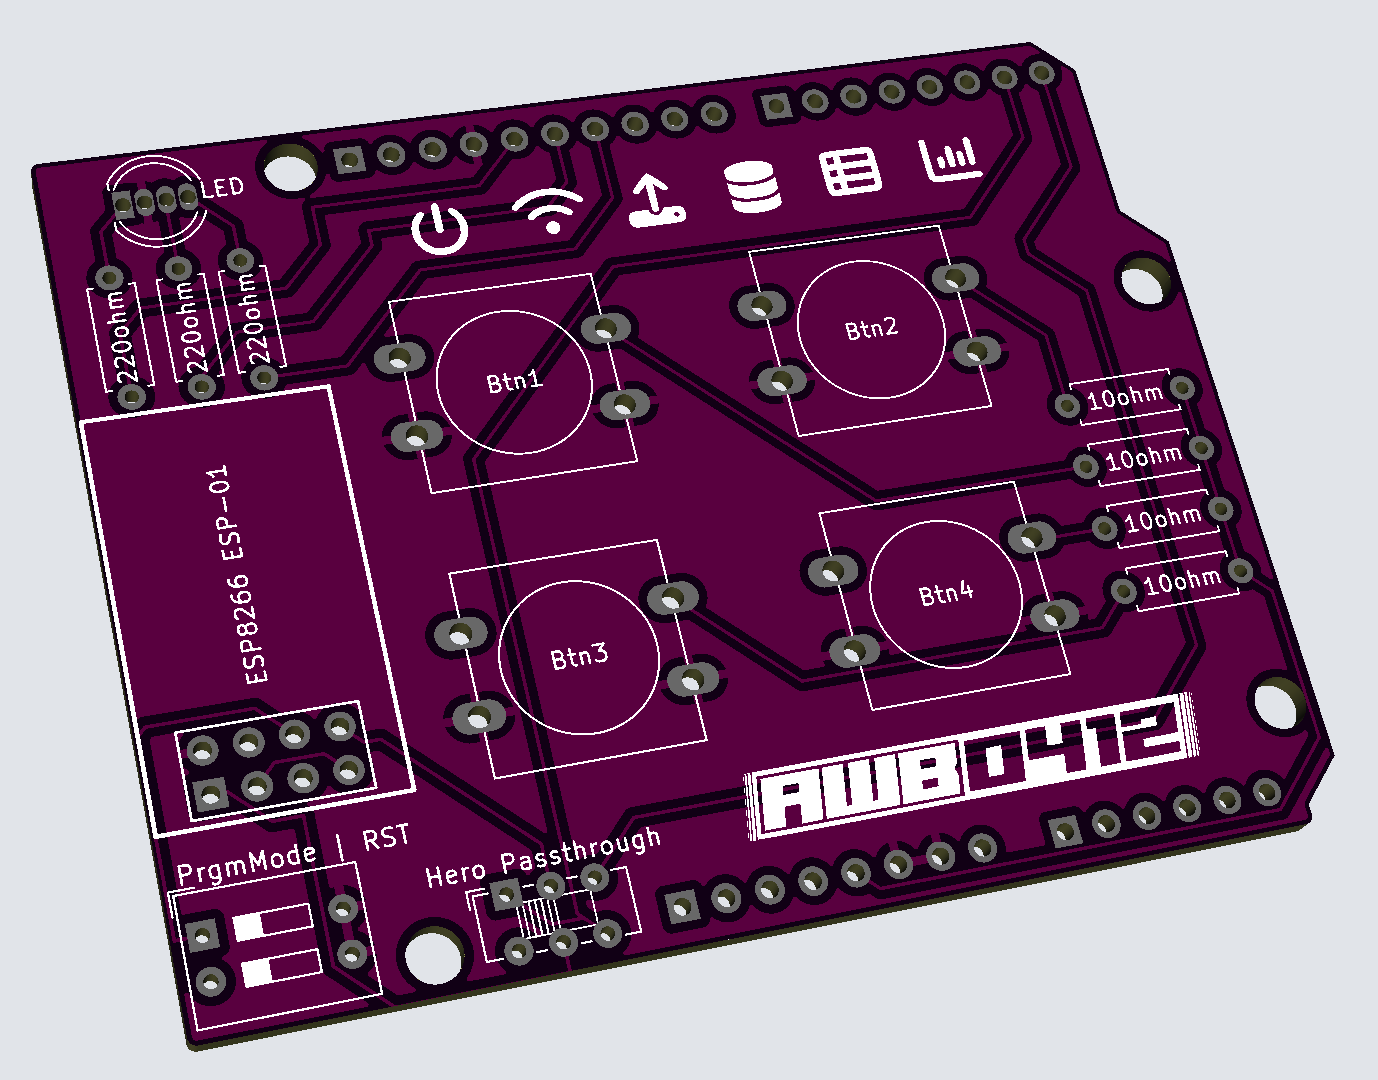 LED
220ohm
220ohm
220ohm
Btn1
Btn2
10ohm
10ohm
10ohm
10ohm
ESP8266 ESP-01
Btn3
Btn4
AWB0412
PrgmMode | RST
Hero Passthrough